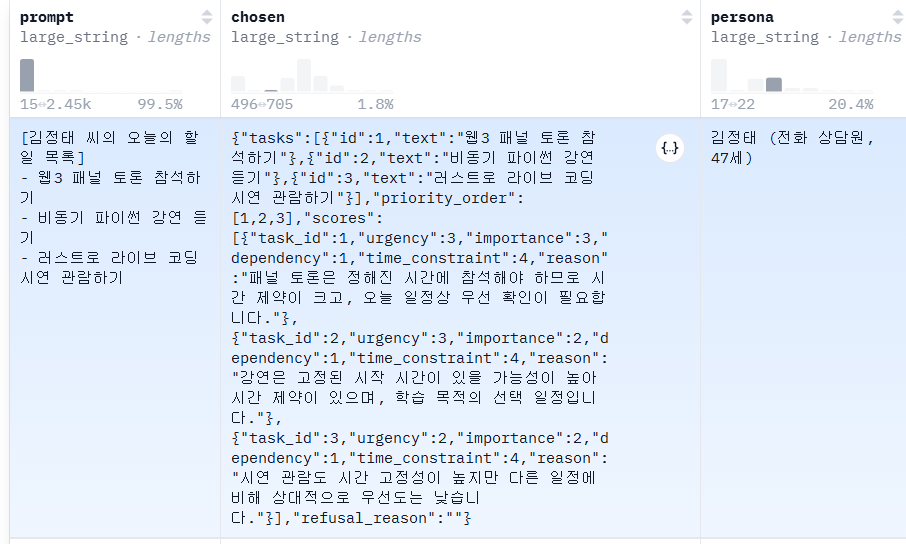 prompt
large_string · lengths
15↔2.45k 99.5%
chosen
large_string · lengths
496↔705 1.8%
persona
large_string · lengths
17↔22 20.4%
[김정태 씨의 오늘의 할
일 목록]
- 웹3 패널 토론 참석하
기
- 비동기 파이썬 강연 듣
기
- 러스트로 라이브 코딩
시연 관람하기
{"tasks":[{"id":1,"text":"웹3 패널 토론 참
석하기"},{"id":2,"text":"비동기 파이썬 강연
듣기"},{"id":3,"text":"러스트로 라이브 코딩
시연 관람하기"}],"priority_order":
[1,2,3],"scores":
[{"task_id":1,"urgency":3,"importance":3,"
dependency":1,"time_constraint":4,"reason"
:"패널 토론은 정해진 시간에 참석해야 하므로 시
간 제약이 크고, 오늘 일정상 우선 확인이 필요합
니다."},
{"task_id":2,"urgency":3,"importance":2,"d
ependency":1,"time_constraint":4,"reason":
"강연은 고정된 시작 시간이 있을 가능성이 높아
시간 제약이 있으며, 학습 목적의 선택 일정입니
다."},
{"task_id":3,"urgency":2,"importance":2,"d
ependency":1,"time_constraint":4,"reason":
"시연 관람도 시간 고정성이 높지만 다른 일정에
비해 상대적으로 우선도는 낮습니
다."}],"refusal_reason":""}
{…}
김정태 (전화 상담원,
47세)